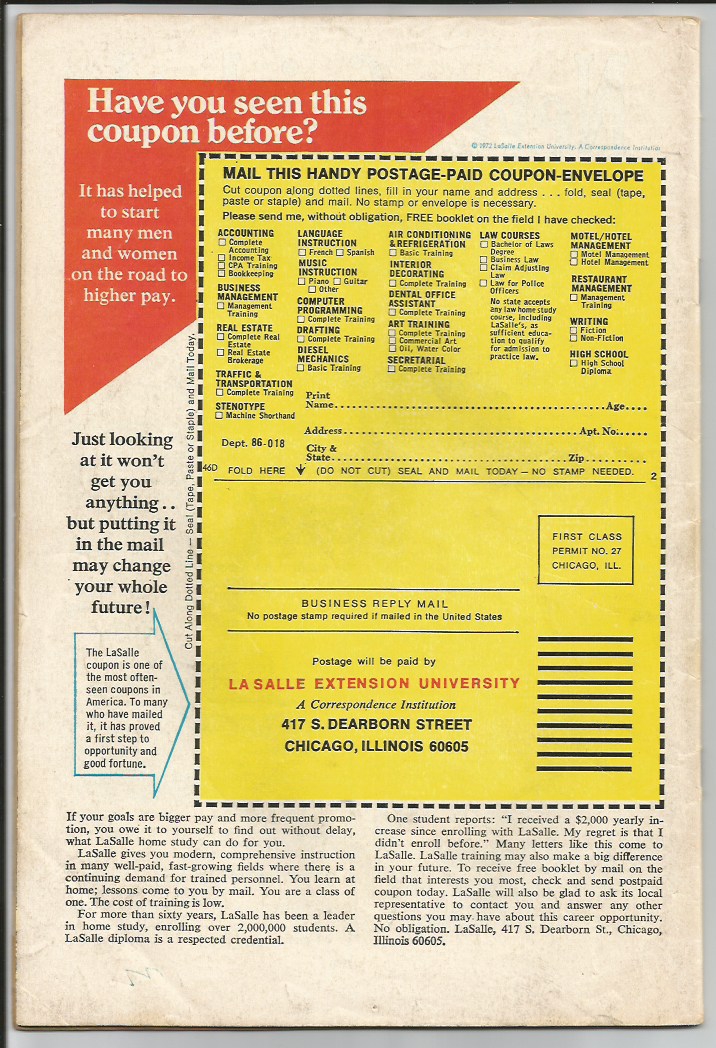 Have you seen this
coupon before?
© 1972 LaSalle Extension University, A Correspondence Institution
It has helped
to start
many men
and women
on the road to
higher pay.
Just looking
at it won't
get you
anything..
but putting it
in the mail
may change
your whole
future!
The LaSalle
coupon is one of
the most often-
seen coupons in
America. To many
who have mailed
it, it has proved
a first step to
opportunity and
good fortune.
Cut Along Dotted Line — Seal (Tape, Paste or Staple) and Mail Today.
MAIL THIS HANDY POSTAGE-PAID COUPON-ENVELOPE
Cut coupon along dotted lines, fill in your name and address . . . fold, seal (tape,
paste or staple) and mail. No stamp or envelope is necessary.
Please send me, without obligation, FREE booklet on the field I have checked:
ACCOUNTING
☐ Complete
Accounting
☐ Income Tax
☐ CPA Training
☐ Bookkeeping
BUSINESS
MANAGEMENT
☐ Management
Training
REAL ESTATE
☐ Complete Real
Estate
☐ Real Estate
Brokerage
TRAFFIC &
TRANSPORTATION
☐ Complete Training
STENOTYPE
☐ Machine Shorthand
LANGUAGE
INSTRUCTION
☐ French ☐ Spanish
MUSIC
INSTRUCTION
☐ Piano ☐ Guitar
☐ Other
COMPUTER
PROGRAMMING
☐ Complete Training
DRAFTING
☐ Complete Training
DIESEL
MECHANICS
☐ Basic Training
AIR CONDITIONING
& REFRIGERATION
☐ Basic Training
INTERIOR
DECORATING
☐ Complete Training
DENTAL OFFICE
ASSISTANT
☐ Complete Training
ART TRAINING
☐ Complete Training
☐ Commercial Art
☐ Oil, Water Color
SECRETARIAL
☐ Complete Training
LAW COURSES
☐ Bachelor of Laws
Degree
☐ Business Law
☐ Claim Adjusting
Law
☐ Law for Police
Officers
No state accepts
any law home study
course, including
LaSalle's, as
sufficient educa-
tion to qualify
for admission to
practice law.
MOTEL/HOTEL
MANAGEMENT
☐ Motel Management
☐ Hotel Management
RESTAURANT
MANAGEMENT
☐ Management
Training
WRITING
☐ Fiction
☐ Non-Fiction
HIGH SCHOOL
☐ High School
Diploma
Print
Name....Age....
Address....Apt. No:....
Dept. 86-018
City &
State....Zip....
46D FOLD HERE ↓ (DO NOT CUT) SEAL AND MAIL TODAY — NO STAMP NEEDED. 2
FIRST CLASS
PERMIT NO. 27
CHICAGO, ILL.
BUSINESS REPLY MAIL
No postage stamp required if mailed in the United States
Postage will be paid by
LA SALLE EXTENSION UNIVERSITY
A Correspondence Institution
417 S. DEARBORN STREET
CHICAGO, ILLINOIS 60605
If your goals are bigger pay and more frequent promo-
tion, you owe it to yourself to find out without delay,
what LaSalle home study can do for you.
LaSalle gives you modern, comprehensive instruction
in many well-paid, fast-growing fields where there is a
continuing demand for trained personnel. You learn at
home; lessons come to you by mail. You are a class of
one. The cost of training is low.
For more than sixty years, LaSalle has been a leader
in home study, enrolling over 2,000,000 students. A
LaSalle diploma is a respected credential.
One student reports: "I received a $2,000 yearly in-
crease since enrolling with LaSalle. My regret is that I
didn't enroll before." Many letters like this come to
LaSalle. LaSalle training may also make a big difference
in your future. To receive free booklet by mail on the
field that interests you most, check and send postpaid
coupon today. LaSalle will also be glad to ask its local
representative to contact you and answer any other
questions you may have about this career opportunity.
No obligation. LaSalle, 417 S. Dearborn St., Chicago,
Illinois 60605.